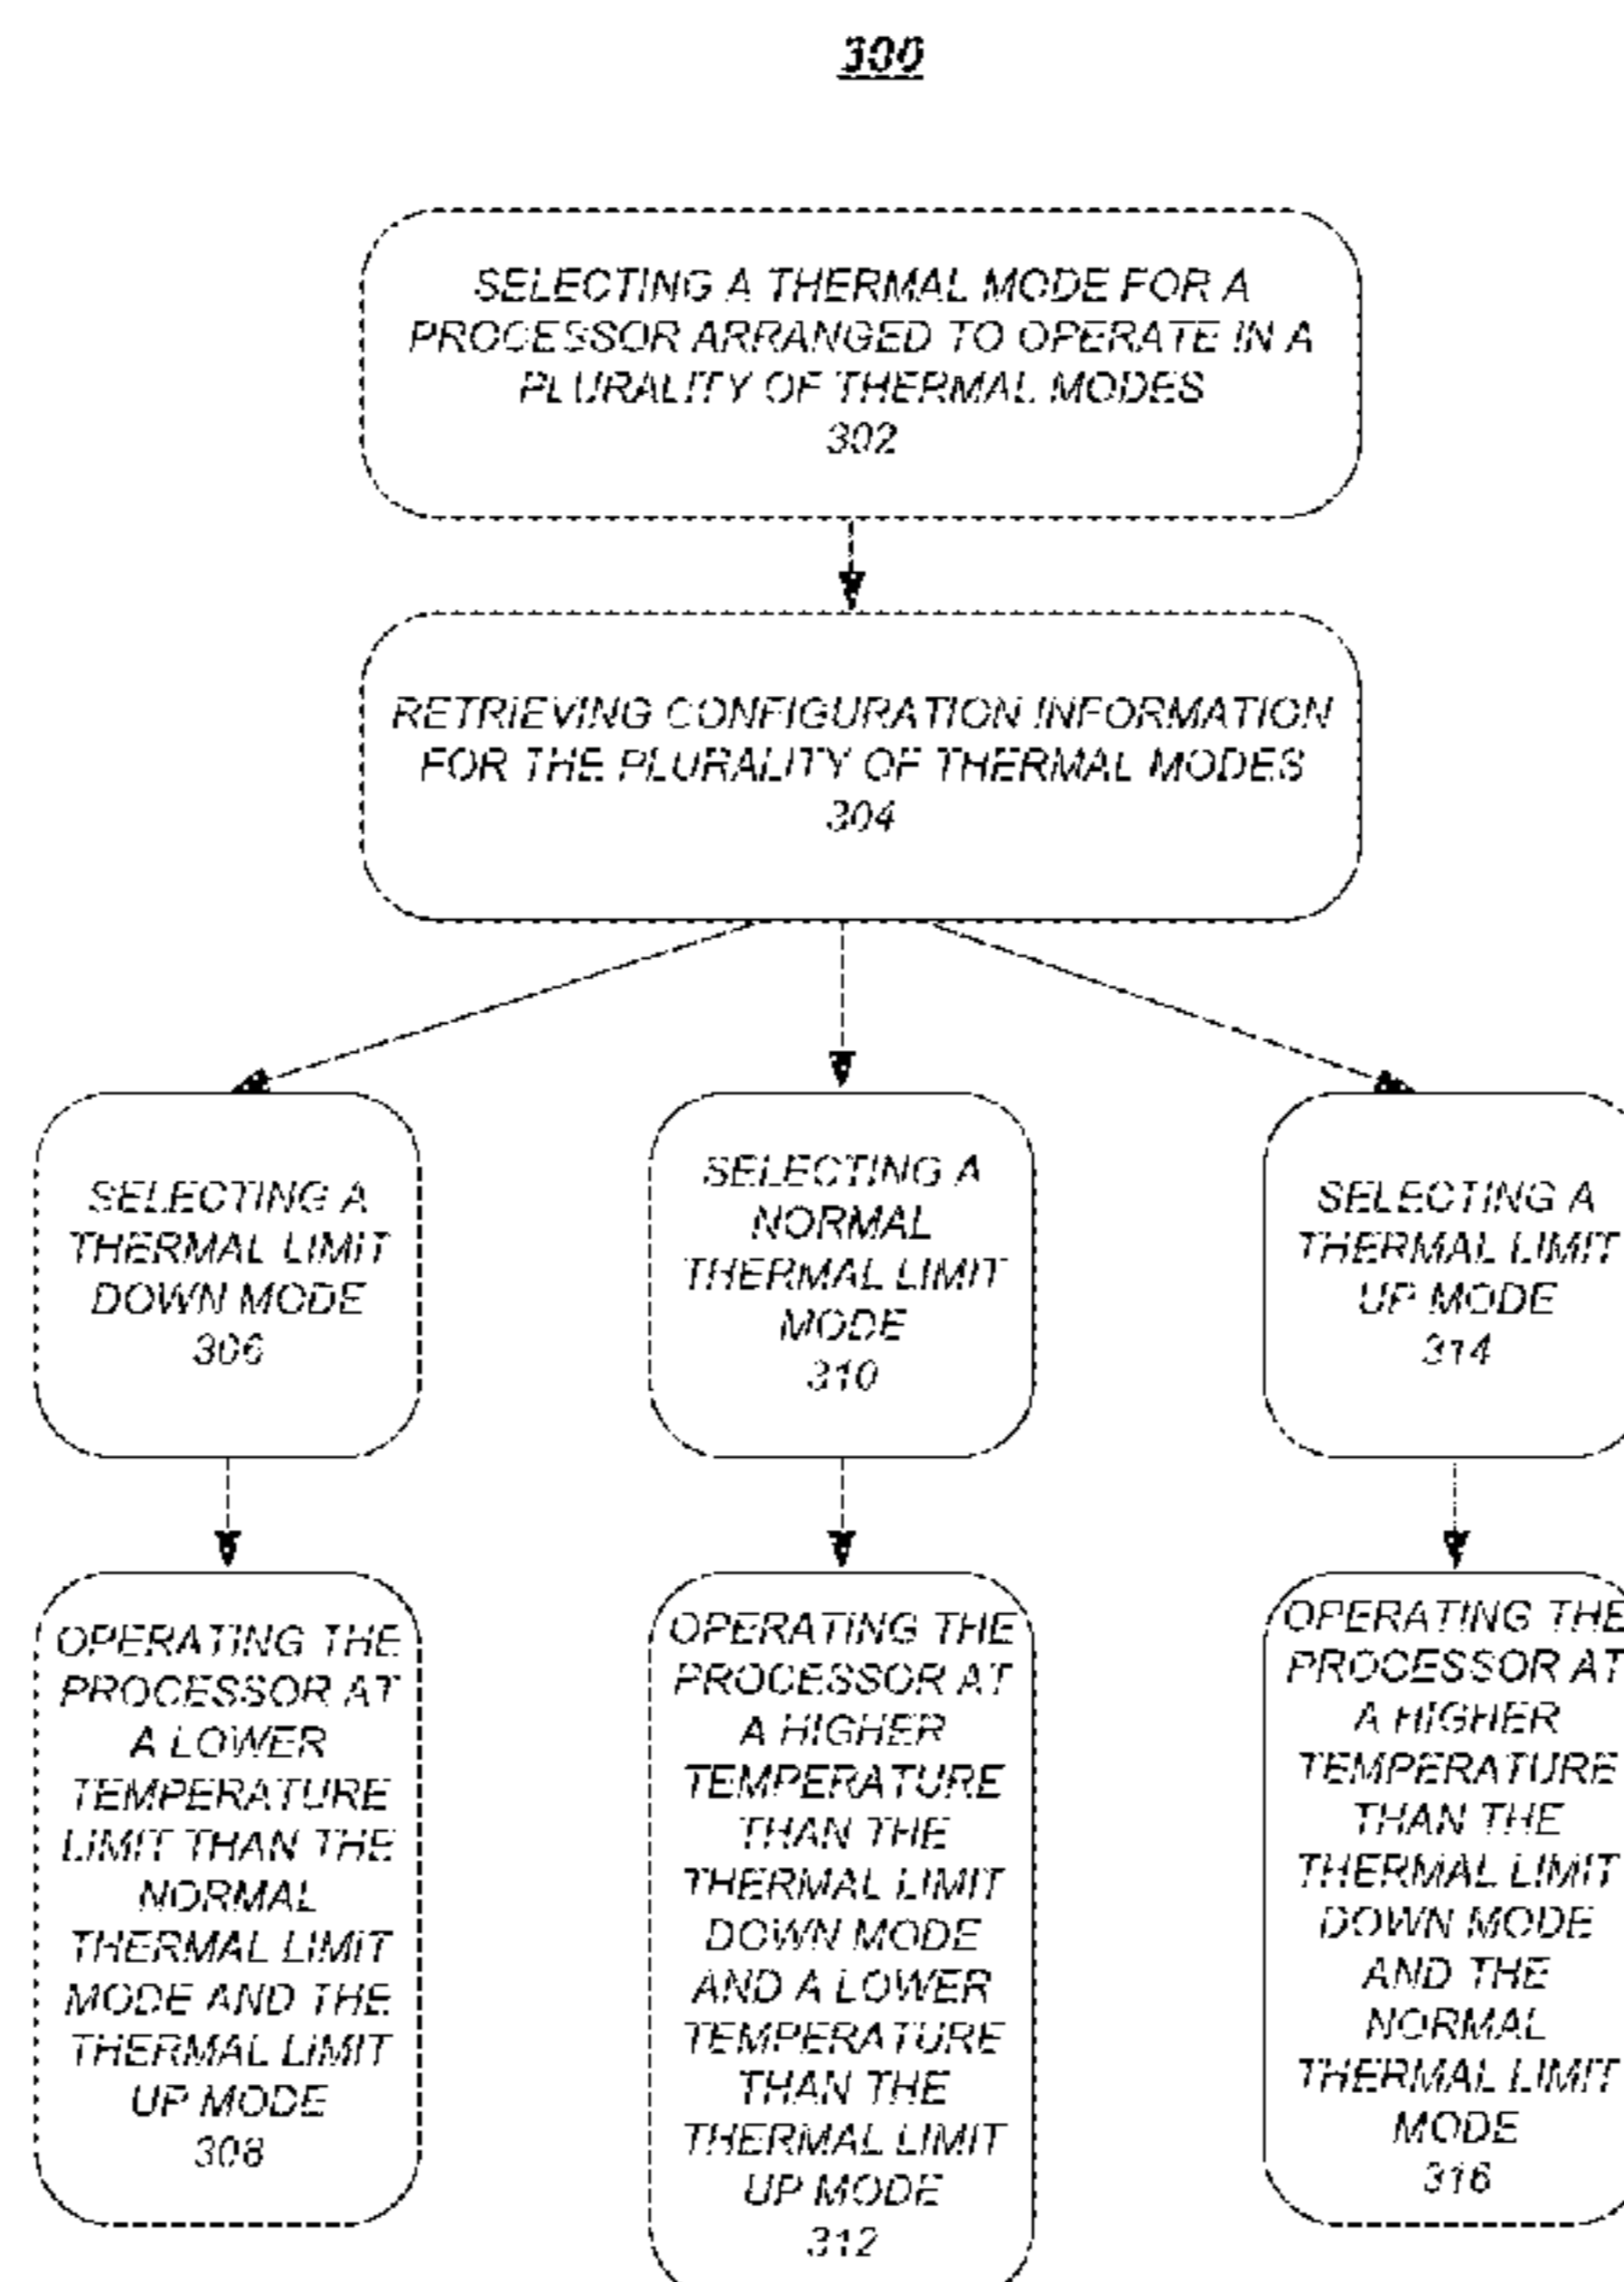 300
SELECTING A THERMAL MODE FOR A
PROCESSOR ARRANGED TO OPERATE IN A
PLURALITY OF THERMAL MODES
302
RETRIEVING CONFIGURATION INFORMATION
FOR THE PLURALITY OF THERMAL MODES
304
SELECTING A
THERMAL LIMIT
DOWN MODE
306
SELECTING A
NORMAL
THERMAL LIMIT
MODE
310
SELECTING A
THERMAL LIMIT
UP MODE
314
OPERATING THE
PROCESSOR AT
A LOWER
TEMPERATURE
LIMIT THAN THE
NORMAL
THERMAL LIMIT
MODE AND THE
THERMAL LIMIT
UP MODE
308
OPERATING THE
PROCESSOR AT
A HIGHER
TEMPERATURE
THAN THE
THERMAL LIMIT
DOWN MODE
AND A LOWER
TEMPERATURE
THAN THE
THERMAL LIMIT
UP MODE
312
OPERATING THE
PROCESSOR AT
A HIGHER
TEMPERATURE
THAN THE
THERMAL LIMIT
DOWN MODE
AND THE
NORMAL
THERMAL LIMIT
MODE
316